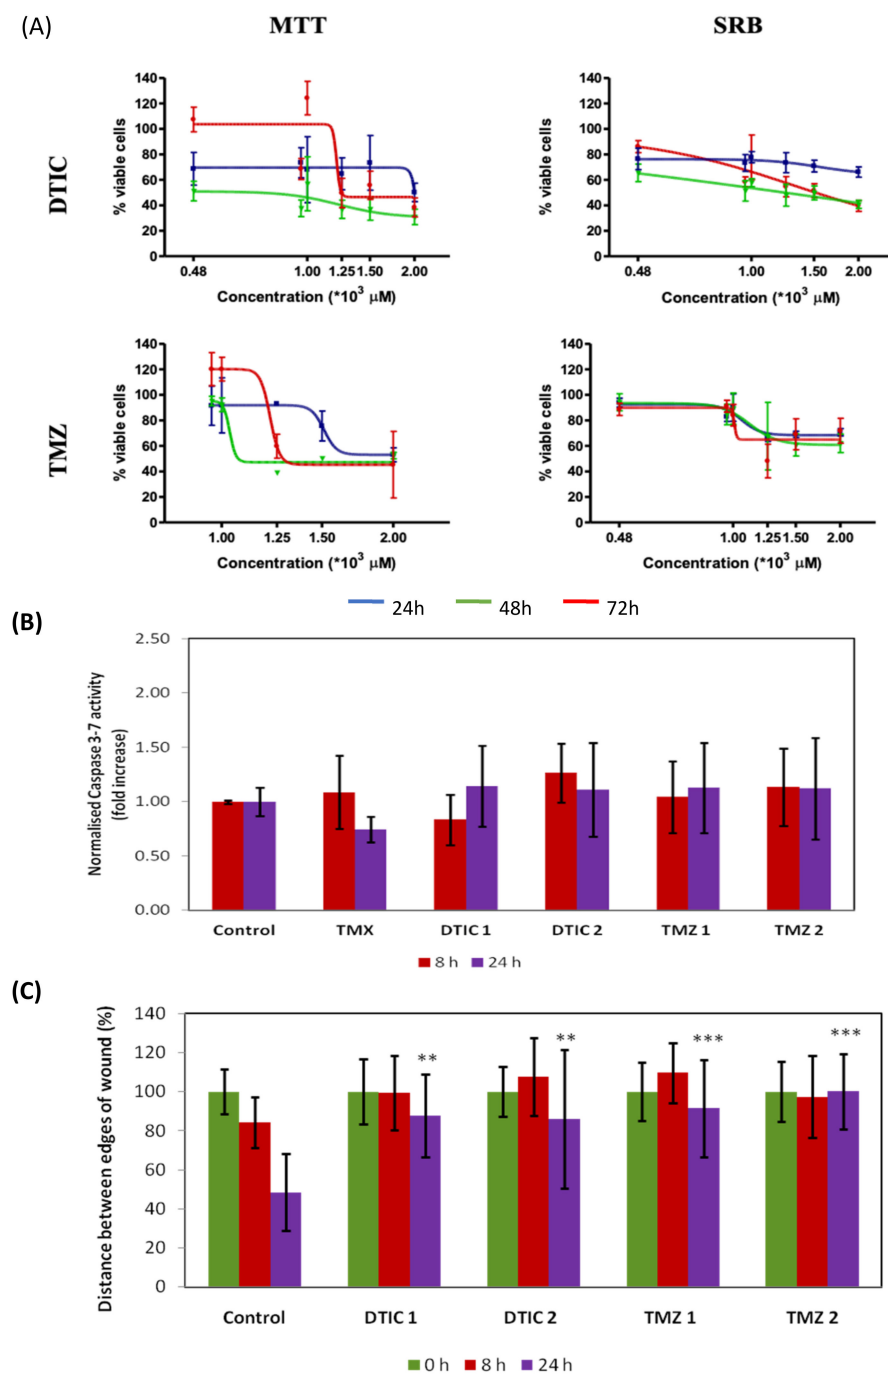 (A)
MTT
SRB
DTIC
% viable cells
140
120
100
80
60
40
20
0
0.48
1.00
1.25
1.50
2.00
Concentration (*10³ µM)
% viable cells
140
120
100
80
60
40
20
0
0.48
1.00
1.50
2.00
Concentration (*10³ µM)
TMZ
% viable cells
140
120
100
80
60
40
20
0
1.00
1.25
1.50
2.00
Concentration (*10³ µM)
% viable cells
140
120
100
80
60
40
20
0
0.48
1.00
1.25
1.50
2.00
Concentration (*10³ µM)
24h
48h
72h
(B)
Normalised Caspase 3-7 activity
(fold increase)
2.50
2.00
1.50
1.00
0.50
0.00
Control
TMX
DTIC 1
DTIC 2
TMZ 1
TMZ 2
8 h
24 h
(C)
Distance between edges of wound (%)
140
120
100
80
60
40
20
0
**
**
***
***
Control
DTIC 1
DTIC 2
TMZ 1
TMZ 2
0 h
8 h
24 h